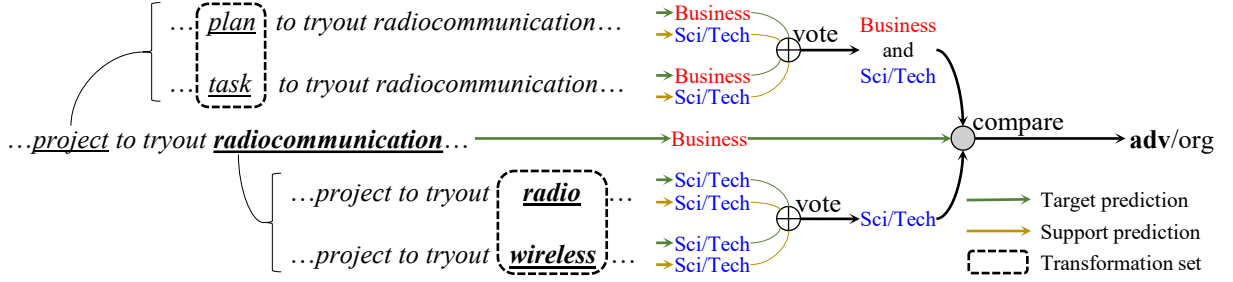 …plan to tryout radiocommunication…
Business
Sci/Tech
vote
Business
and
Sci/Tech
…task to tryout radiocommunication…
Business
Sci/Tech
…project to tryout radiocommunication…
Business
compare
adv/org
…project to tryout radio …
Sci/Tech
Sci/Tech
vote
Sci/Tech
…project to tryout wireless …
Sci/Tech
Sci/Tech
Target prediction
Support prediction
Transformation set